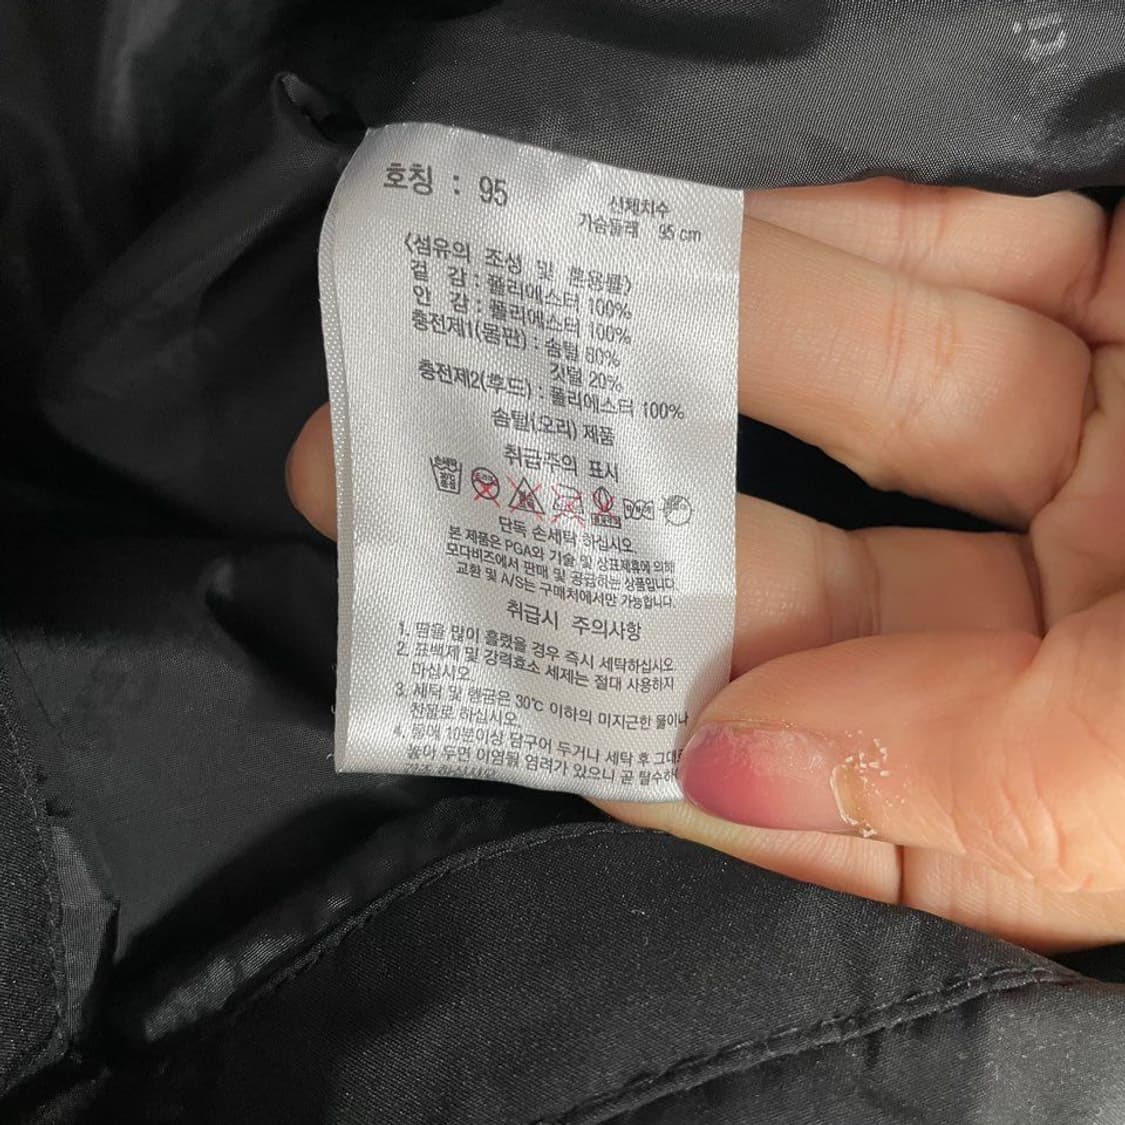 호칭 : 95
신체치수
가슴둘레 95 cm
<섬유의 조성 및 혼용률>
겉 감 : 폴리에스터 100%
안 감 : 폴리에스터 100%
충전제1(몸판) : 솜털 80%
깃털 20%
충전제2(후드) : 폴리에스터 100%
솜털(오리) 제품
취급주의 표시
단독 손세탁 하십시오.
본 제품은 PGA와 기술 및 상표제휴에 의해
모다비즈에서 판매 및 공급하는 상품입니다.
교환 및 A/S는 구매처에서만 가능합니다.
취급시 주의사항
1. 땀을 많이 흘렸을 경우 즉시 세탁하십시오.
2. 표백제 및 강력효소 세제는 절대 사용하지
마십시오.
3. 세탁 및 헹굼은 30℃ 이하의 미지근한 물이나
찬물로 하십시오.
4. 물에 10분이상 담구어 두거나 세탁 후 그대로
놓아 두면 이염될 염려가 있으니 곧 탈수하